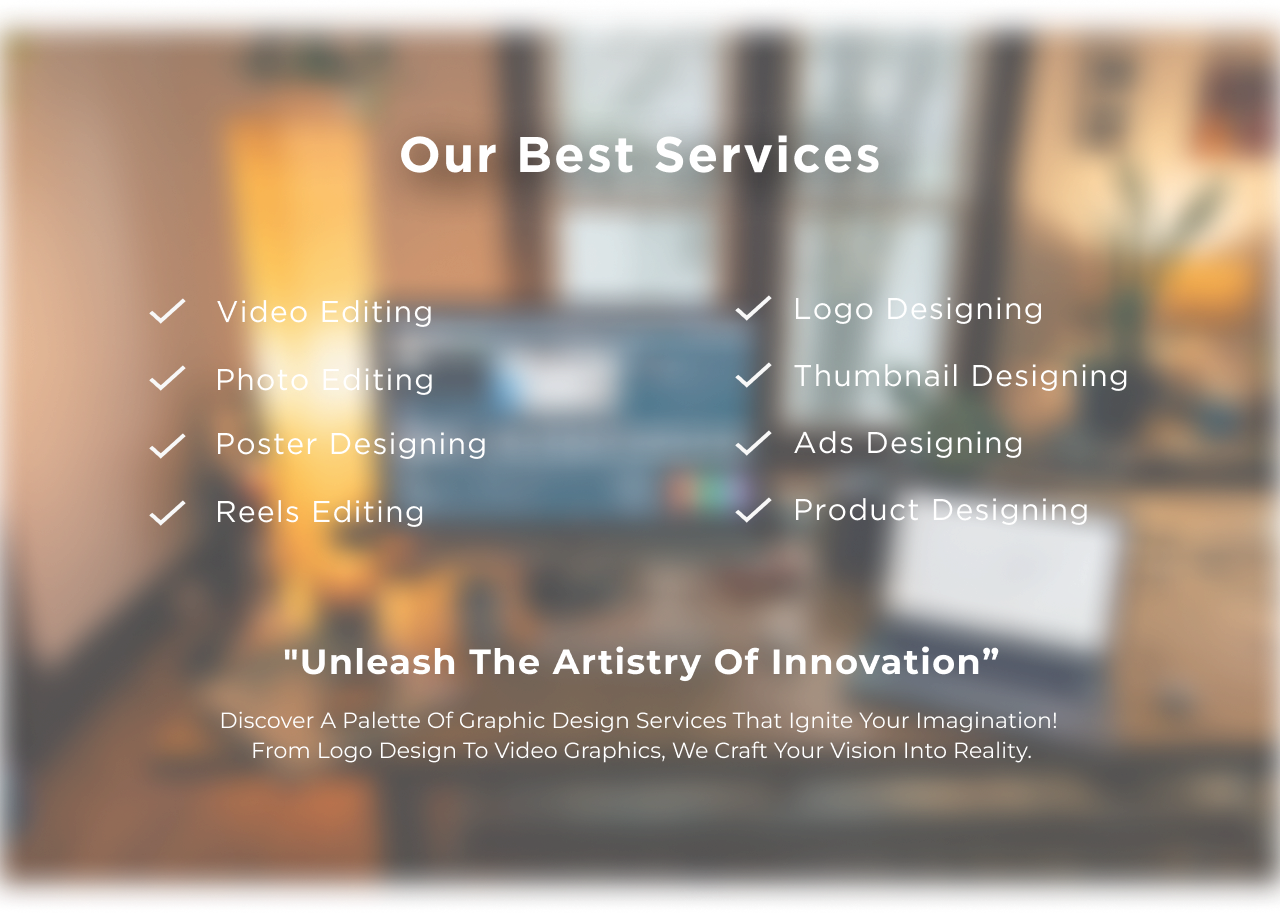 Our Best Services
Video Editing
Photo Editing
Poster Designing
Reels Editing
Logo Designing
Thumbnail Designing
Ads Designing
Product Designing
"Unleash The Artistry Of Innovation”
Discover A Palette Of Graphic Design Services That Ignite Your Imagination!
From Logo Design To Video Graphics, We Craft Your Vision Into Reality.